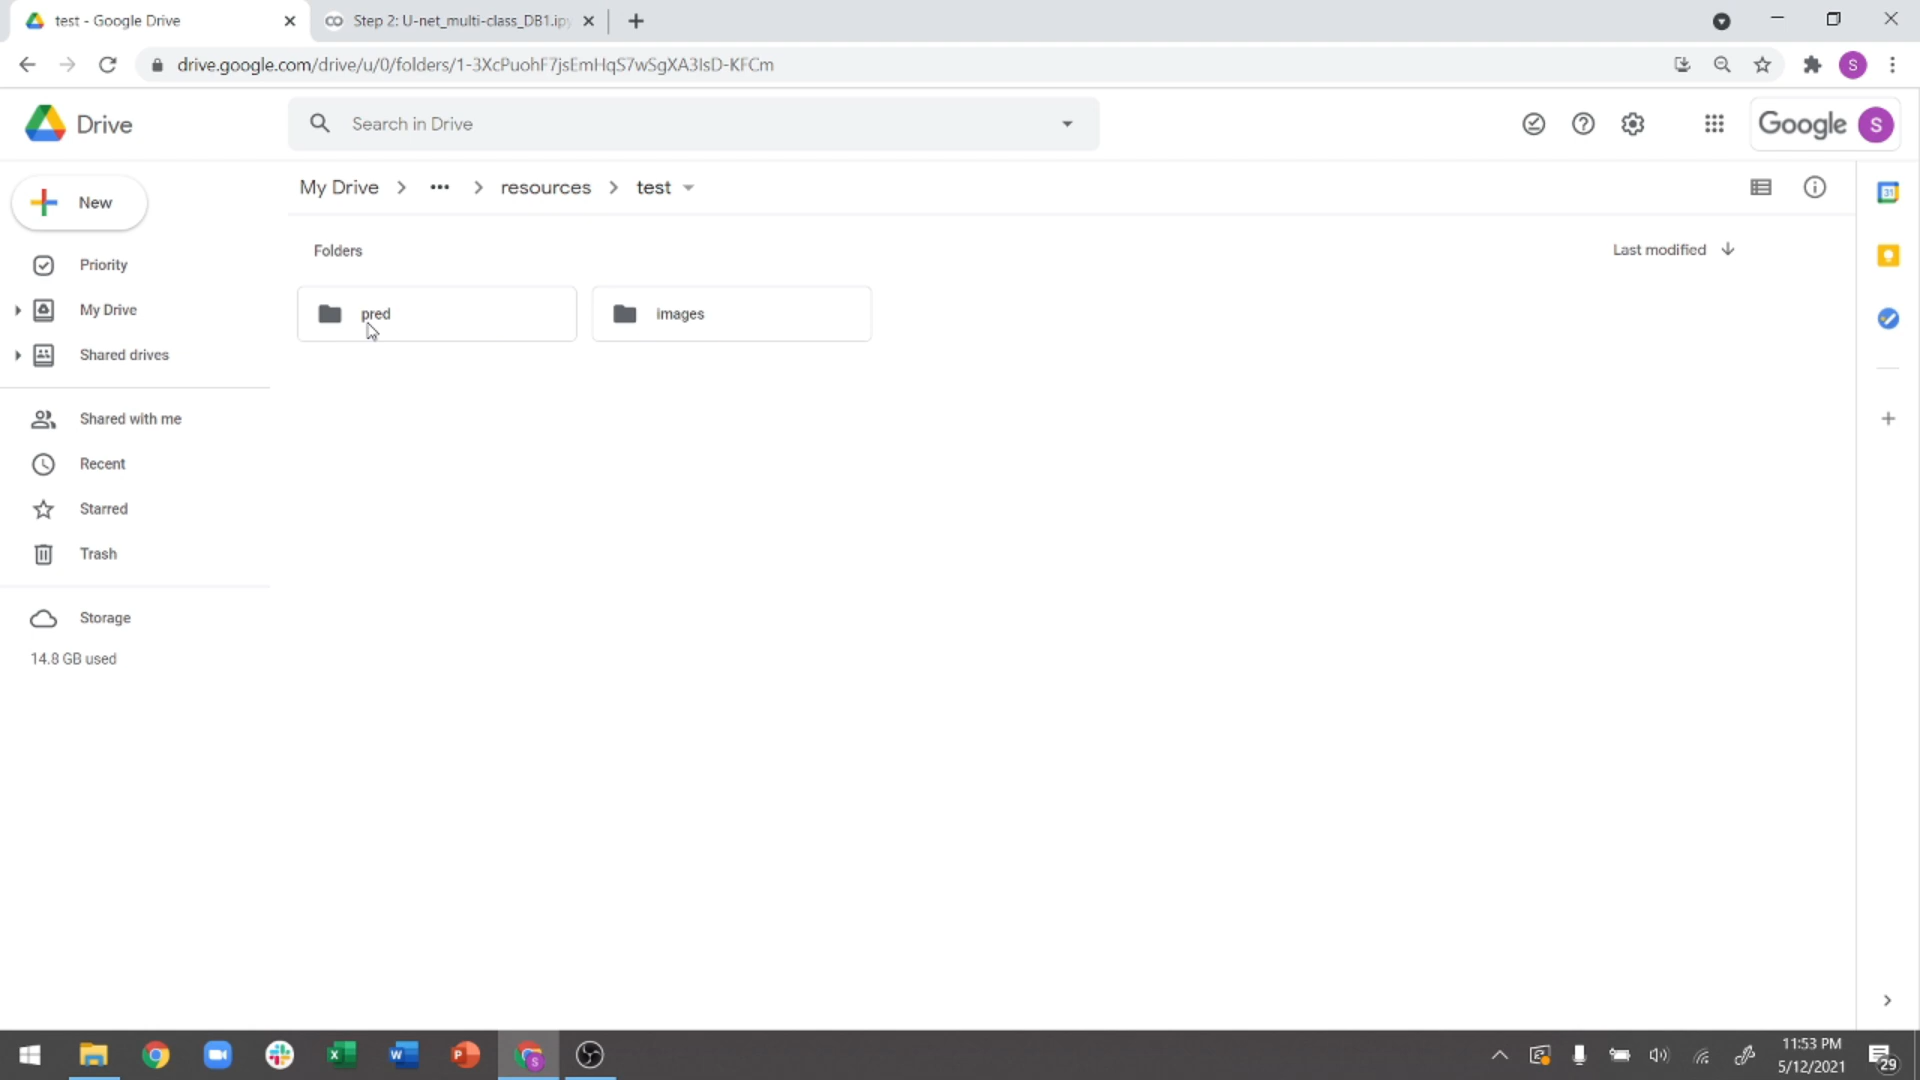 test - Google Drive
Step 2: U-net_multi-class_DB1.ipy
drive.google.com/drive/u/0/folders/1-3XcPuohF7jsEmHqS7wSgXA3IsD-KFCm
S
Drive
Search in Drive
Google
S
New
My Drive
...
resources
test
31
Priority
My Drive
Shared drives
Folders
Last modified
pred
images
Shared with me
Recent
Starred
Trash
Storage
14.8 GB used
11:53 PM
5/12/2021
29